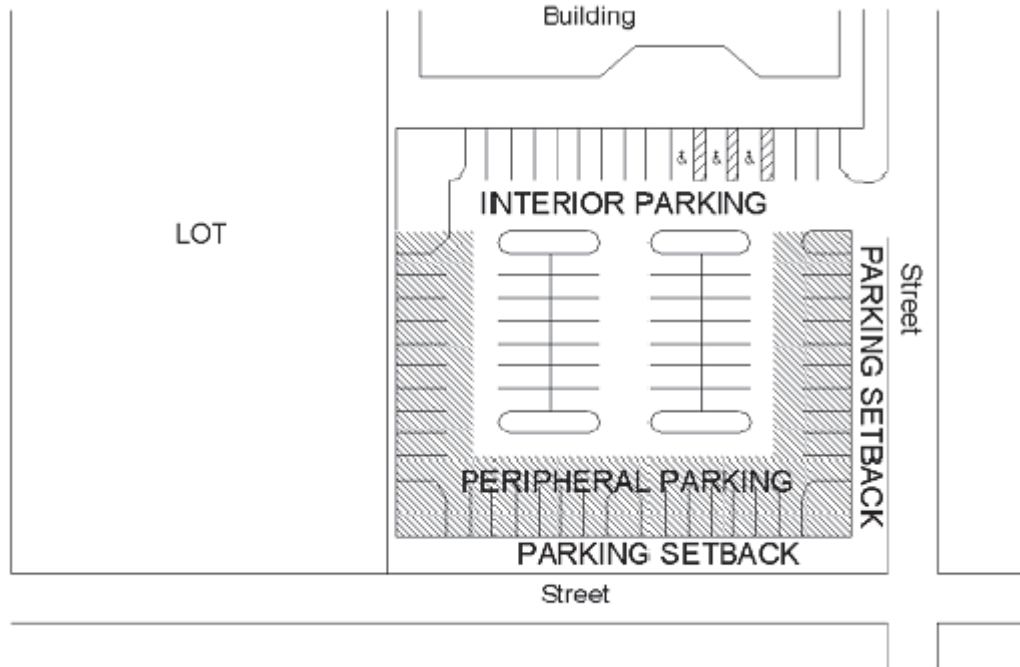 Building
INTERIOR PARKING
LOT
Street
PARKING SETBACK
PERIPHERAL PARKING
PARKING SETBACK
Street